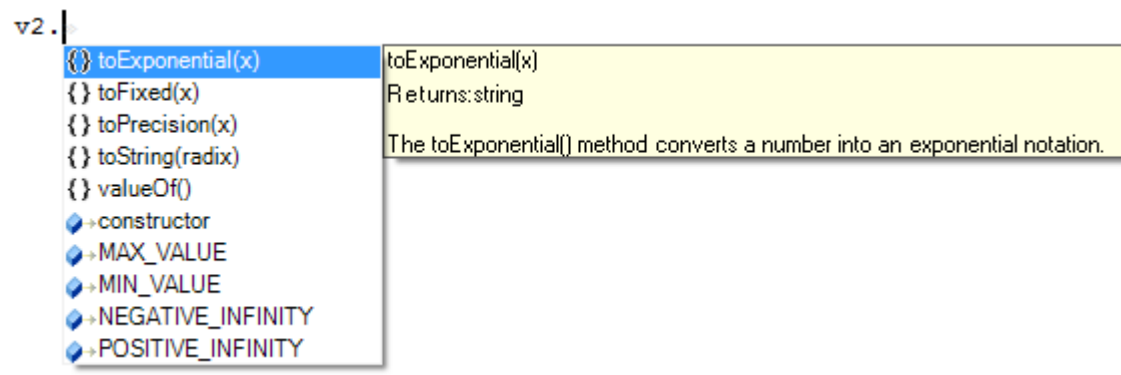 v2.
{} toExponential(x)
{} toFixed(x)
{} toPrecision(x)
{} toString(radix)
{} valueOf()
constructor
MAX_VALUE
MIN_VALUE
NEGATIVE_INFINITY
POSITIVE_INFINITY
toExponential(x)
Returns:string
The toExponential() method converts a number into an exponential notation.